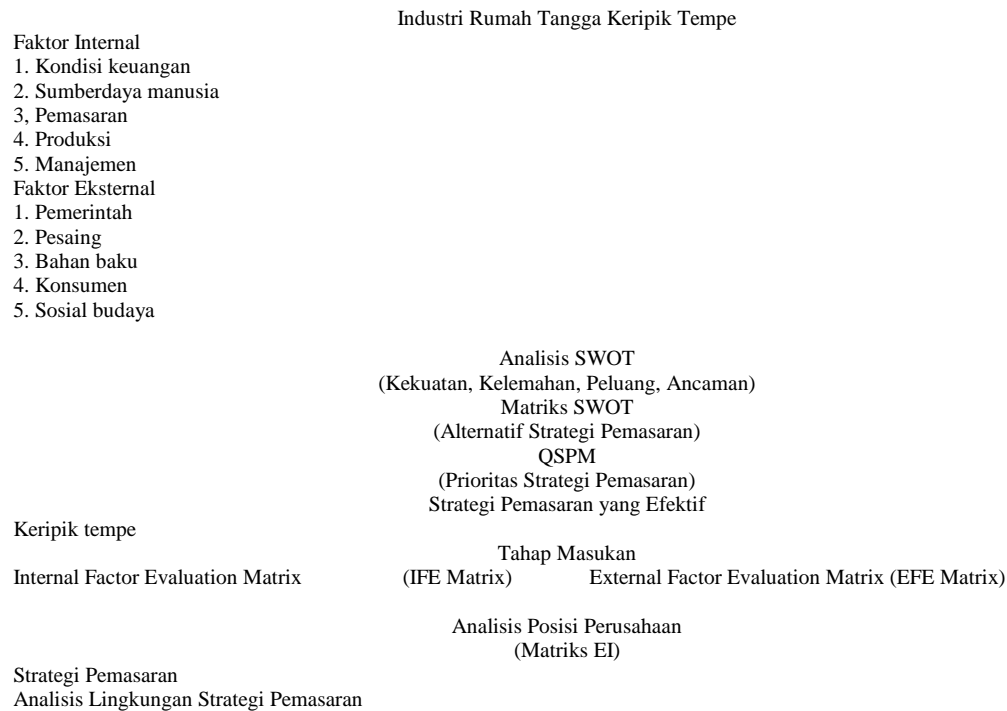 Industri Rumah Tangga Keripik Tempe
Faktor Internal
1. Kondisi keuangan
2. Sumberdaya manusia
3, Pemasaran
4. Produksi
5. Manajemen
Faktor Eksternal
1. Pemerintah
2. Pesaing
3. Bahan baku
4. Konsumen
5. Sosial budaya
Analisis SWOT
(Kekuatan, Kelemahan, Peluang, Ancaman)
Matriks SWOT
(Alternatif Strategi Pemasaran)
QSPM
(Prioritas Strategi Pemasaran)
Strategi Pemasaran yang Efektif
Keripik tempe
Tahap Masukan
Internal Factor Evaluation Matrix (IFE Matrix) External Factor Evaluation Matrix (EFE Matrix)
Analisis Posisi Perusahaan
(Matriks EI)
Strategi Pemasaran
Analisis Lingkungan Strategi Pemasaran